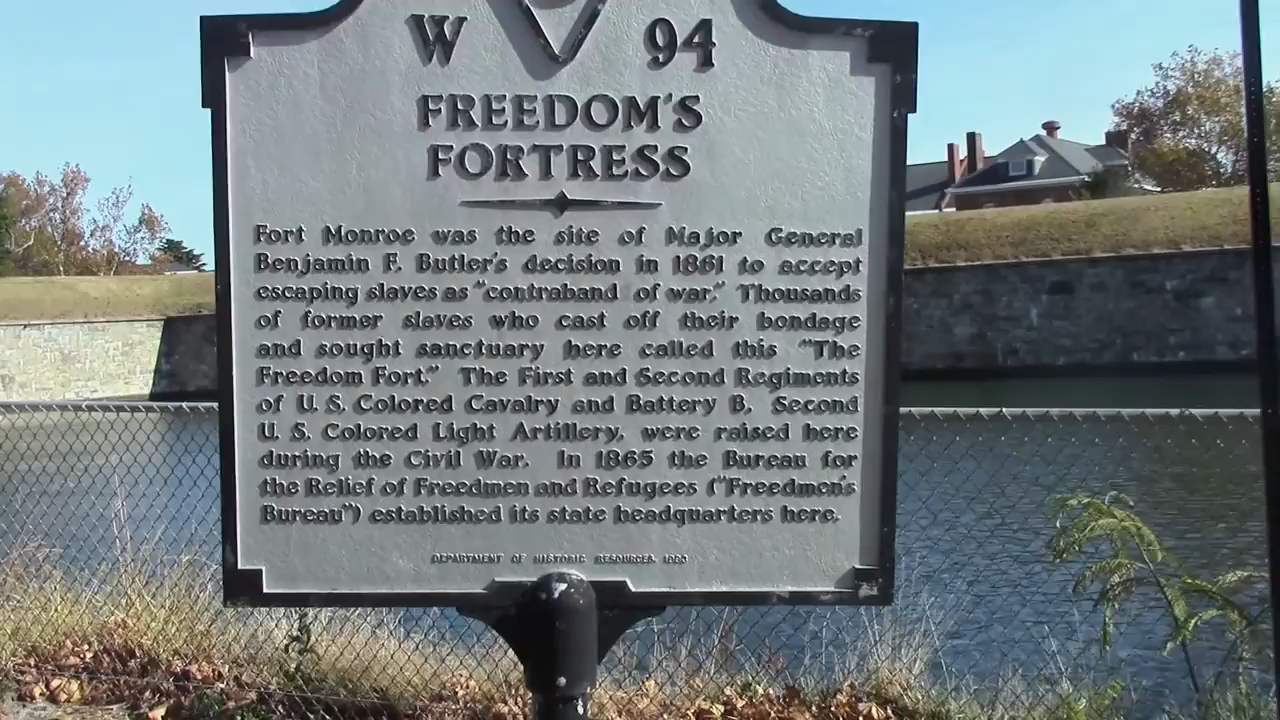 W 94
FREEDOM'S
FORTRESS
Fort Monroe was the site of Major General
Benjamin F. Butler's decision in 1861 to accept
escaping slaves as "contraband of war." Thousands
of former slaves who cast off their bondage
and sought sanctuary here called this "The
Freedom Fort." The First and Second Regiments
of U. S. Colored Cavalry and Battery B, Second
U. S. Colored Light Artillery, were raised here
during the Civil War. In 1865 the Bureau for
the Relief of Freedmen and Refugees ("Freedmen's
Bureau") established its state headquarters here.
DEPARTMENT OF HISTORIC RESOURCES,